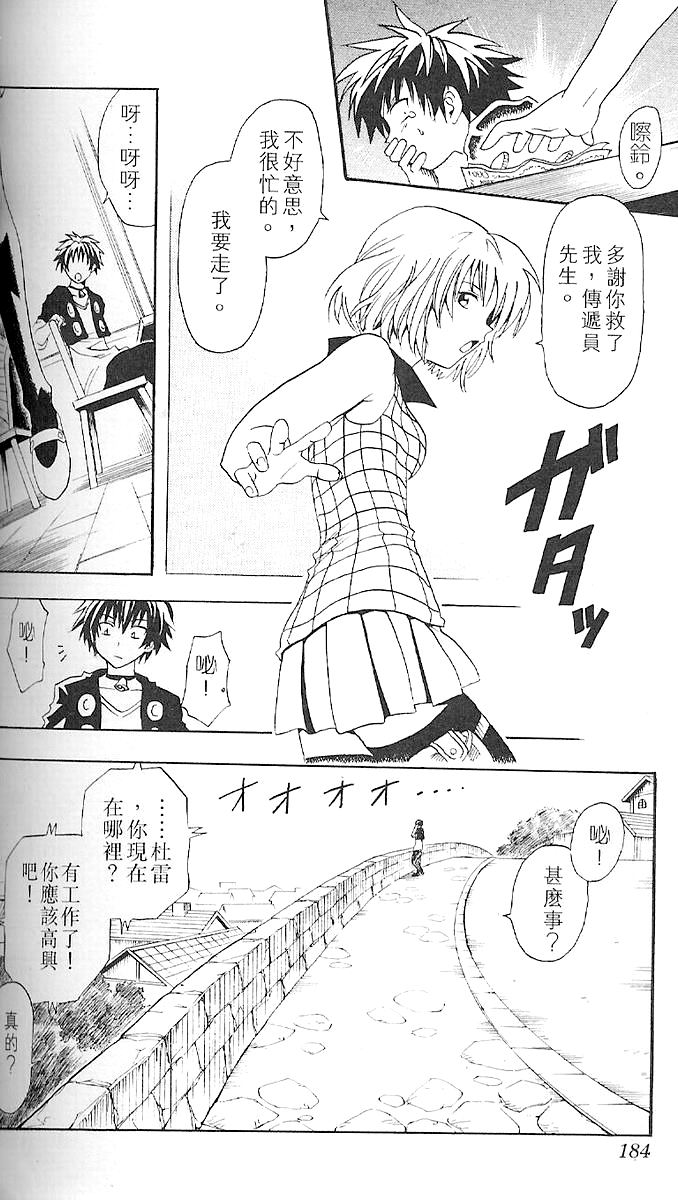 嚓鈴。
多謝你救了
我，傳遞員
先生。
ガタッ
不好意思，
我很忙的。
我要走了。
呀…呀呀…
㘠！
㘠！
㘠！
甚麼事？
オオオオ‥‥
……杜雷
，你現在
在哪裡？
有工作了！
你應該高興
吧！
真的？
184